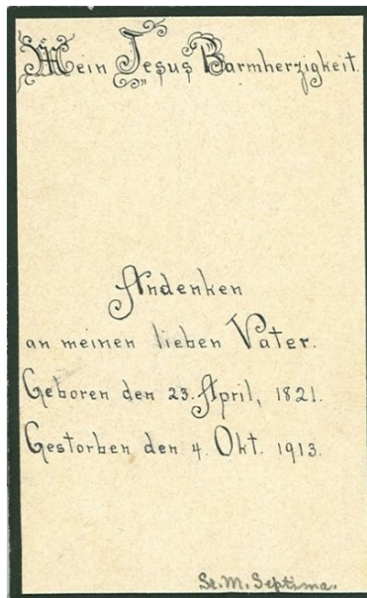 Mein Jesus Barmherzigkeit.
Andenken
an meinen lieben Vater.
Geboren den 23. April, 1821.
Gestorben den 4. Okt. 1913.
Sr. M. Septima.